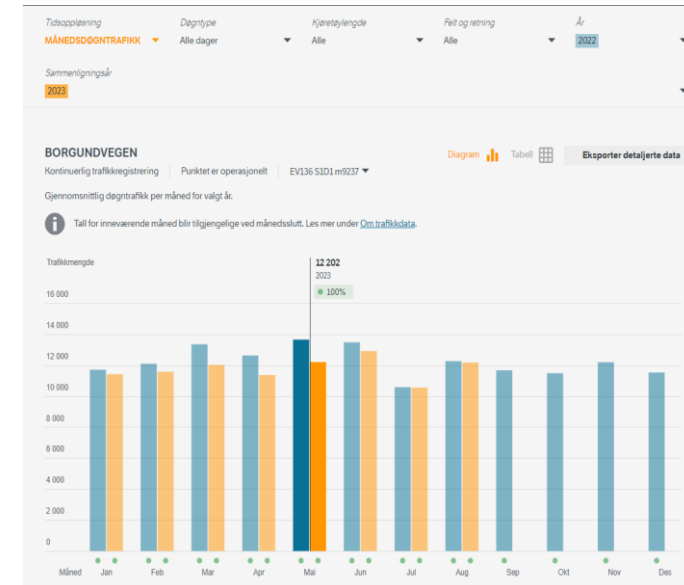 Tidsoppløsning Døgntype Kjøretøylengde Felt og retning År
MÅNEDSDØGNTRAFIKK Alle dager Alle Alle 2022
Sammenligningsår
2023
BORGUNDVEGEN
Diagram Tabell Eksporter detaljerte data
Kontinuerlig trafikkregistrering Punktet er operasjonelt EV136 S1D1 m9237
Gjennomsnittlig døgntrafikk per måned for valgt år.
Tall for inneværende måned blir tilgjengelige ved månedsslutt. Les mer under Om trafikkdata.
Trafikkmengde
12 202
2023
100%
16 000
14 000
12 000
10 000
8 000
6 000
4 000
2 000
0
Måned Jan Feb Mar Apr Mai Jun Jul Aug Sep Okt Nov Des